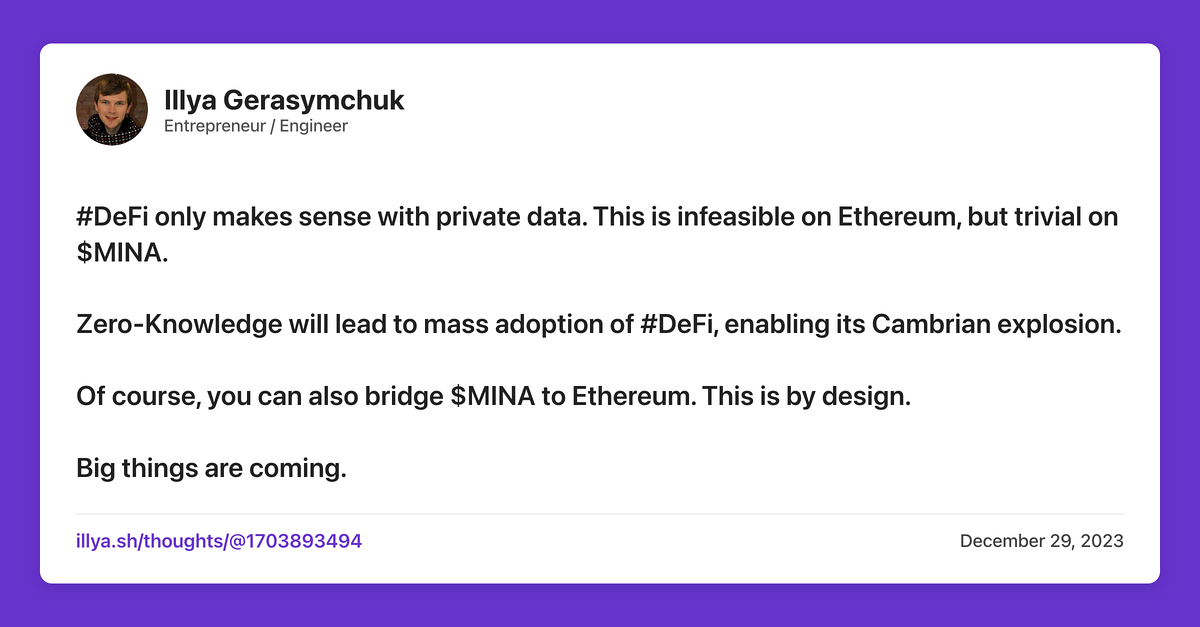 Illya Gerasymchuk
Entrepreneur / Engineer
#DeFi only makes sense with private data. This is infeasible on Ethereum, but trivial on
$MINA.
Zero-Knowledge will lead to mass adoption of #DeFi, enabling its Cambrian explosion.
Of course, you can also bridge $MINA to Ethereum. This is by design.
Big things are coming.
illya.sh/thoughts/@1703893494
December 29, 2023